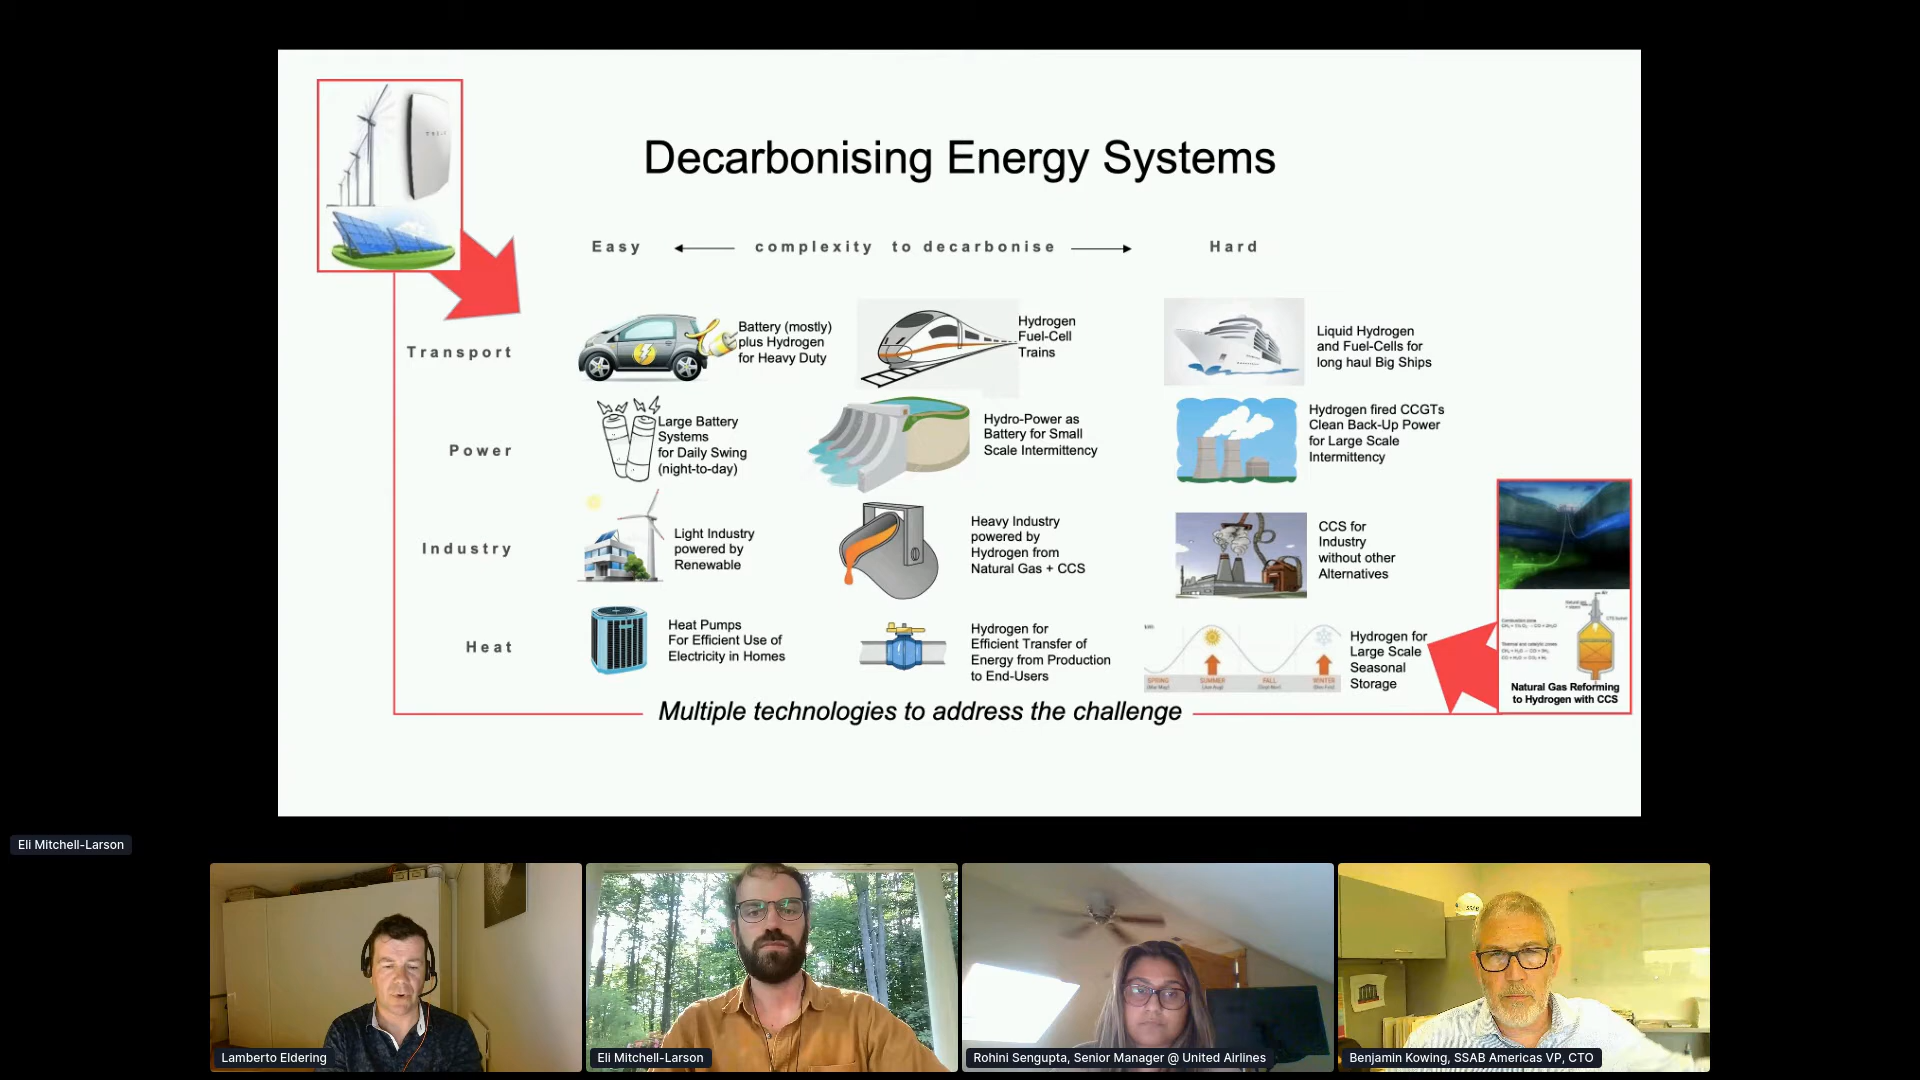 Decarbonising Energy Systems
Easy
complexity to decarbonise
Hard
Transport
Battery (mostly)
plus Hydrogen
for Heavy Duty
Hydrogen
Fuel-Cell
Trains
Liquid Hydrogen
and Fuel-Cells for
long haul Big Ships
Power
Large Battery
Systems
for Daily Swing
(night-to-day)
Hydro-Power as
Battery for Small
Scale Intermittency
Hydrogen fired CCGTs
Clean Back-Up Power
for Large Scale
Intermittency
Industry
Light Industry
powered by
Renewable
Heavy Industry
powered by
Hydrogen from
Natural Gas + CCS
CCS for
Industry
without other
Alternatives
Heat
Heat Pumps
For Efficient Use of
Electricity in Homes
Hydrogen for
Efficient Transfer of
Energy from Production
to End-Users
SPRING
SUMMER
FALL
WINTER
Hydrogen for
Large Scale
Seasonal
Storage
Natural Gas Reforming
to Hydrogen with CCS
Multiple technologies to address the challenge
Eli Mitchell-Larson
Lamberto Eldering
Eli Mitchell-Larson
Rohini Sengupta, Senior Manager @ United Airlines
Benjamin Kowing, SSAB Americas VP, CTO